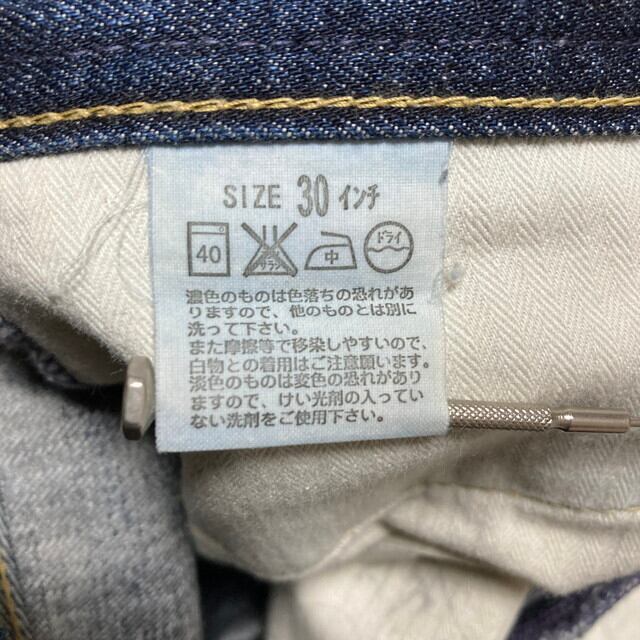 SIZE 30 インチ
40 エンソ サラシ 中 ドライ
濃色のものは色落ちの恐れがあ
りますので、他のものとは別に
洗って下さい。
また摩擦等で移染しやすいので、
白物との着用はご注意願います。
淡色のものは変色の恐れがあり
ますので、けい光剤の入ってい
ない洗剤をご使用下さい。